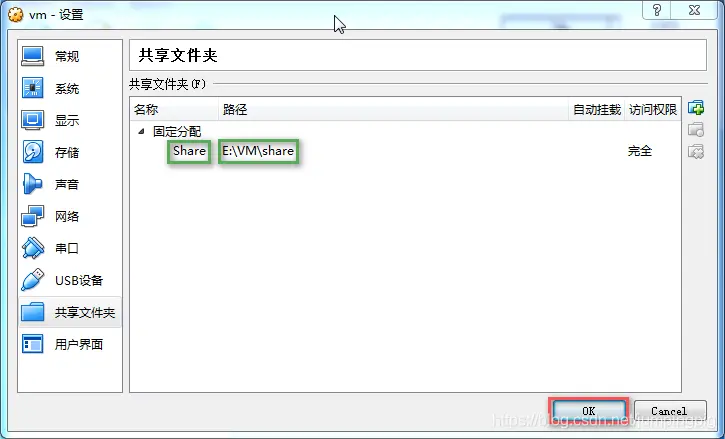 vm - 设置
?
常规
系统
显示
存储
声音
网络
串口
USB设备
共享文件夹
用户界面
共享文件夹
共享文件夹(F)
名称 路径 自动挂载 访问权限
固定分配
Share E:\VM\share 完全
OK Cancel
https://blog.csdn.net/jumpingpig